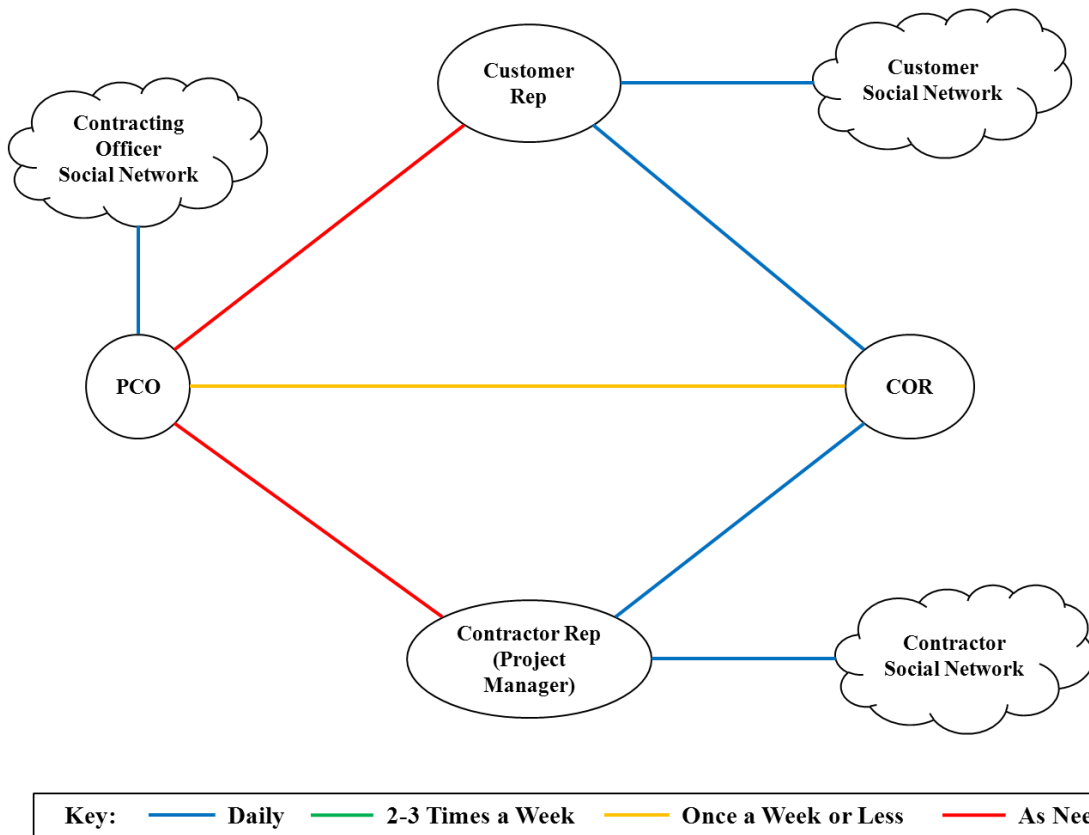 Customer
Rep
Customer
Social Network
Contracting
Officer
Social Network
PCO
COR
Contractor Rep
(Project
Manager)
Contractor
Social Network
Key: Daily 2-3 Times a Week Once a Week or Less As